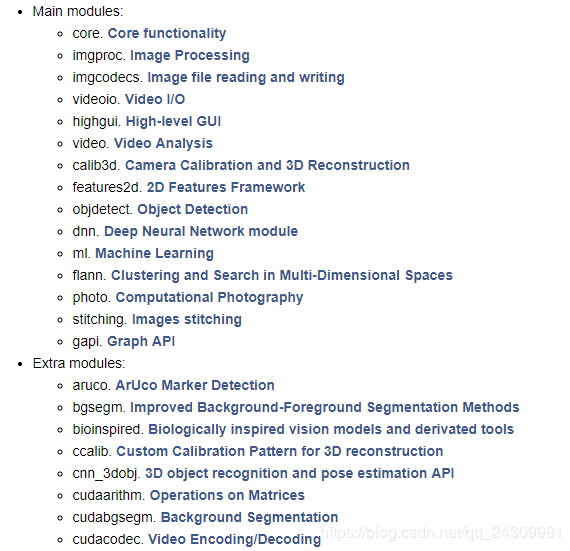 Main modules:
core. Core functionality
imgproc. Image Processing
imgcodecs. Image file reading and writing
videoio. Video I/O
highgui. High-level GUI
video. Video Analysis
calib3d. Camera Calibration and 3D Reconstruction
features2d. 2D Features Framework
objdetect. Object Detection
dnn. Deep Neural Network module
ml. Machine Learning
flann. Clustering and Search in Multi-Dimensional Spaces
photo. Computational Photography
stitching. Images stitching
gapi. Graph API
Extra modules:
aruco. ArUco Marker Detection
bgsegm. Improved Background-Foreground Segmentation Methods
bioinspired. Biologically inspired vision models and derivated tools
ccalib. Custom Calibration Pattern for 3D reconstruction
cnn_3dobj. 3D object recognition and pose estimation API
cudaarithm. Operations on Matrices
cudabgsegm. Background Segmentation
cudacodec. Video Encoding/Decoding
https://blog.csdn.net/qq_24309981